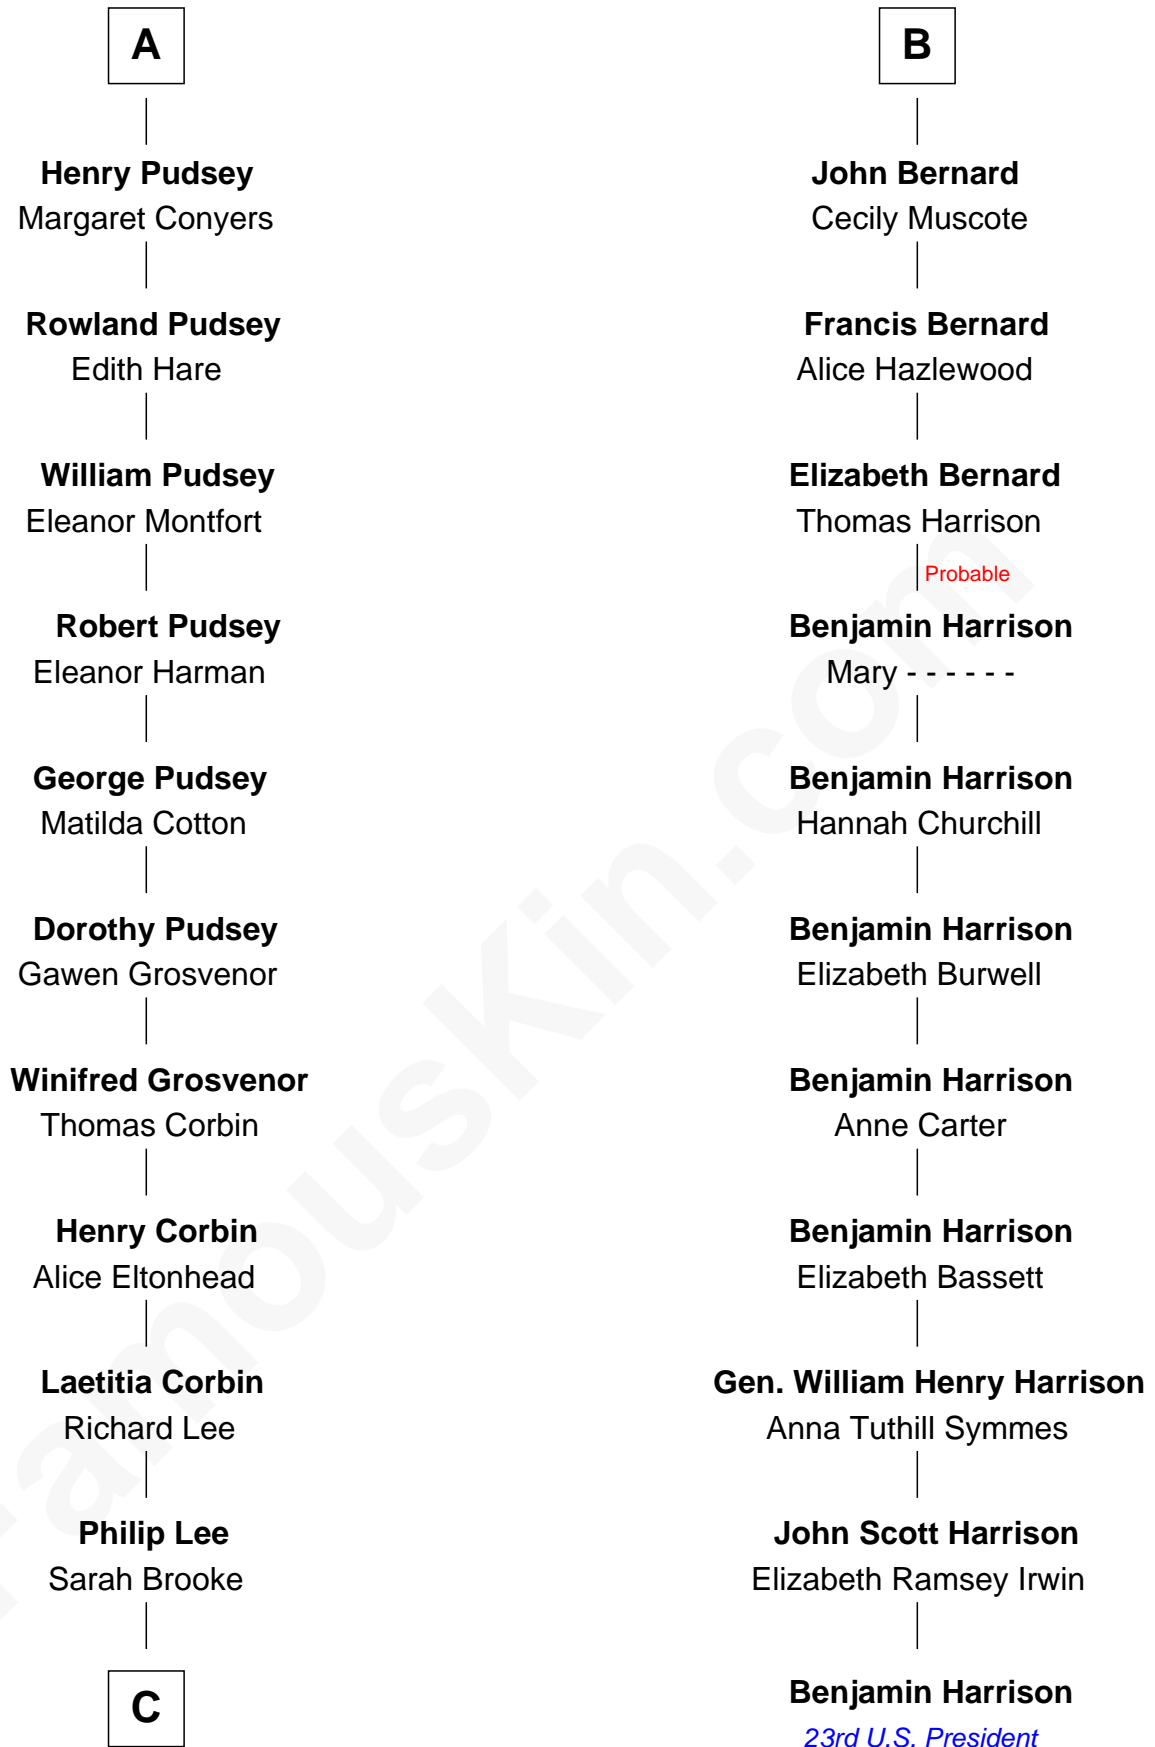 A
Henry Pudsey
Margaret Conyers
Rowland Pudsey
Edith Hare
William Pudsey
Eleanor Montfort
Robert Pudsey
Eleanor Harman
George Pudsey
Matilda Cotton
Dorothy Pudsey
Gawen Grosvenor
Winifred Grosvenor
Thomas Corbin
Henry Corbin
Alice Eltonhead
Laetitia Corbin
Richard Lee
Philip Lee
Sarah Brooke
C
B
John Bernard
Cecily Muscote
Francis Bernard
Alice Hazlewood
Elizabeth Bernard
Thomas Harrison
Probable
Benjamin Harrison
Mary - - - - - -
Benjamin Harrison
Hannah Churchill
Benjamin Harrison
Elizabeth Burwell
Benjamin Harrison
Anne Carter
Benjamin Harrison
Elizabeth Bassett
Gen. William Henry Harrison
Anna Tuthill Symmes
John Scott Harrison
Elizabeth Ramsey Irwin
Benjamin Harrison
23rd U.S. President
FamousKin.com